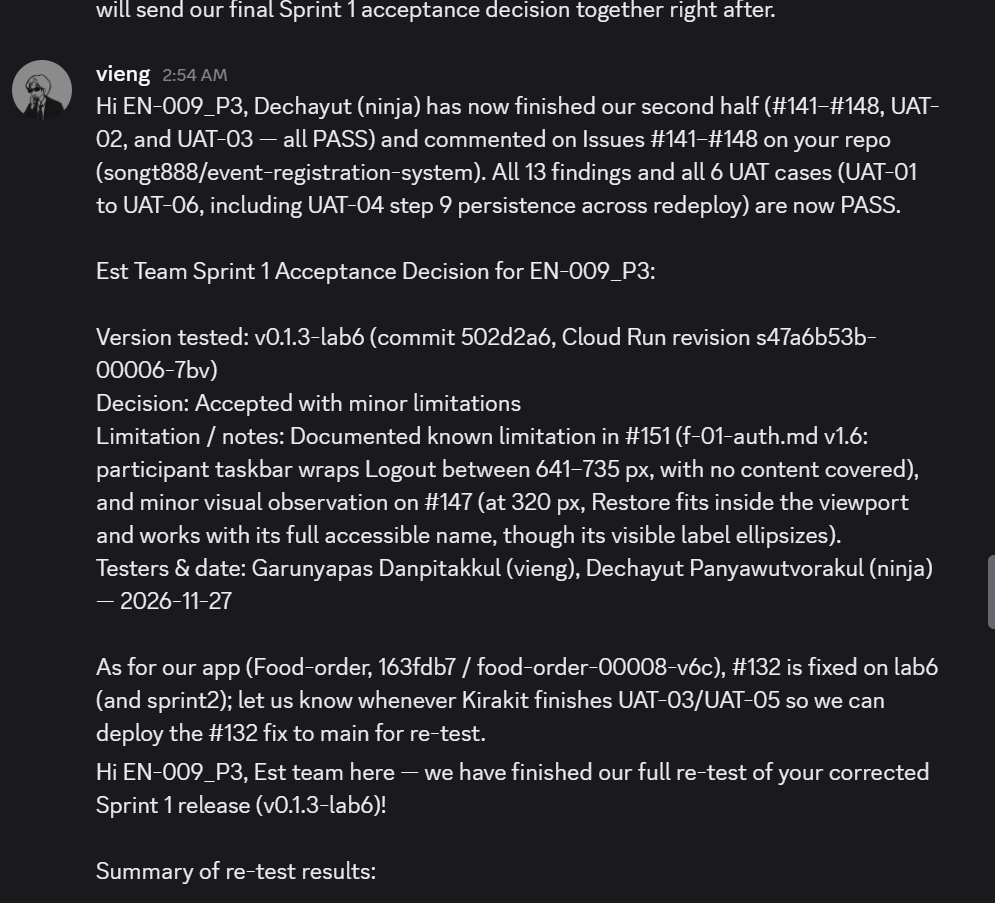 will send our final Sprint 1 acceptance decision together right after.
vieng 2:54 AM
Hi EN-009_P3, Dechayut (ninja) has now finished our second half (#141–#148, UAT-
02, and UAT-03 — all PASS) and commented on Issues #141–#148 on your repo
(songt888/event-registration-system). All 13 findings and all 6 UAT cases (UAT-01
to UAT-06, including UAT-04 step 9 persistence across redeploy) are now PASS.
Est Team Sprint 1 Acceptance Decision for EN-009_P3:
Version tested: v0.1.3-lab6 (commit 502d2a6, Cloud Run revision s47a6b53b-
00006-7bv)
Decision: Accepted with minor limitations
Limitation / notes: Documented known limitation in #151 (f-01-auth.md v1.6:
participant taskbar wraps Logout between 641–735 px, with no content covered),
and minor visual observation on #147 (at 320 px, Restore fits inside the viewport
and works with its full accessible name, though its visible label ellipsizes).
Testers & date: Garunyapas Danpitakkul (vieng), Dechayut Panyawutvorakul (ninja)
— 2026-11-27
As for our app (Food-order, 163fdb7 / food-order-00008-v6c), #132 is fixed on lab6
(and sprint2); let us know whenever Kirakit finishes UAT-03/UAT-05 so we can
deploy the #132 fix to main for re-test.
Hi EN-009_P3, Est team here — we have finished our full re-test of your corrected
Sprint 1 release (v0.1.3-lab6)!
Summary of re-test results: